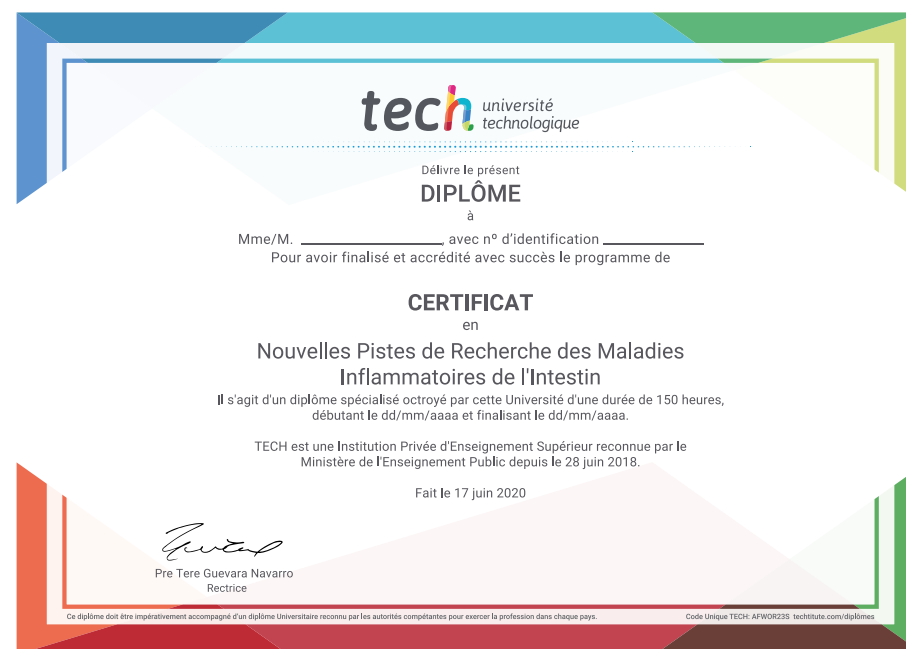 tech université
technologique
Délivre le présent
DIPLÔME
à
Mme/M. ____________________, avec nº d'identification ______________
Pour avoir finalisé et accrédité avec succès le programme de
CERTIFICAT
en
Nouvelles Pistes de Recherche des Maladies
Inflammatoires de l'Intestin
Il s'agit d'un diplôme spécialisé octroyé par cette Université d'une durée de 150 heures,
débutant le dd/mm/aaaa et finalisant le dd/mm/aaaa.
TECH est une Institution Privée d'Enseignement Supérieur reconnue par le
Ministère de l'Enseignement Public depuis le 28 juin 2018.
Fait le 17 juin 2020
Pre Tere Guevara Navarro
Rectrice
Ce diplôme doit être impérativement accompagné d'un diplôme Universitaire reconnu par les autorités compétantes pour exercer la profession dans chaque pays.
Code Unique TECH: AFWOR23S techtitute.com/diplômes